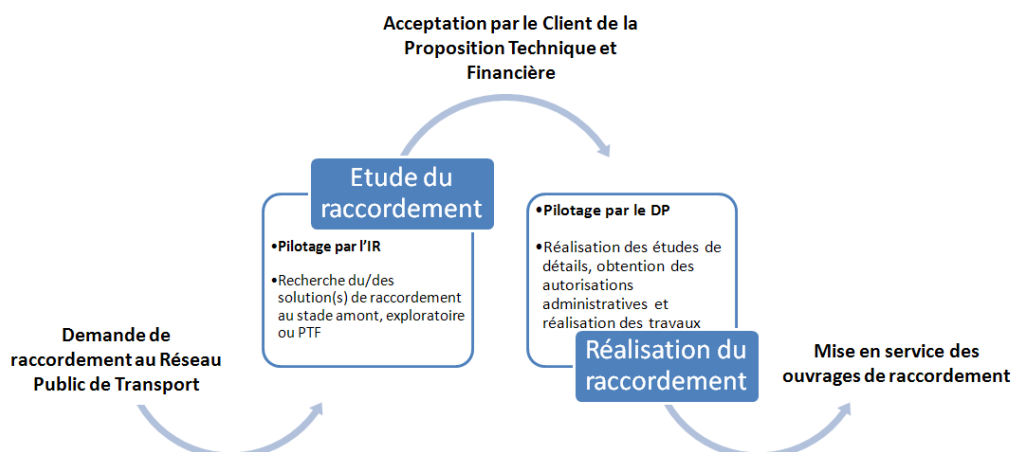 Acceptation par le Client de la
Proposition Technique et
Financière
Etude du
raccordement
•Pilotage par l'IR
•Recherche du/des
solution(s) de raccordement
au stade amont, exploratoire
ou PTF
•Pilotage par le DP
•Réalisation des études de
détails, obtention des
autorisations
administratives et
réalisation des travaux
Réalisation du
raccordement
Demande de
raccordement au Réseau
Public de Transport
Mise en service des
ouvrages de raccordement